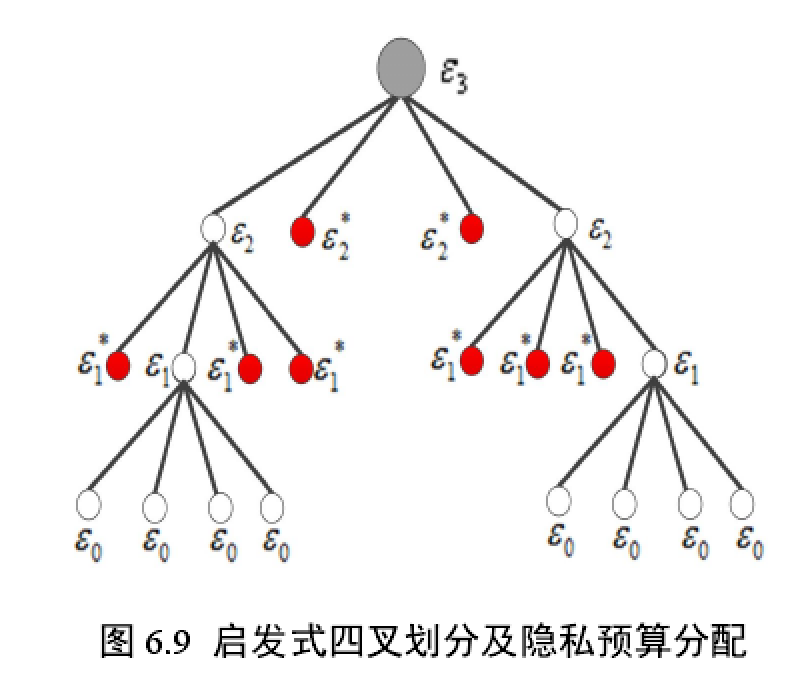 ε₃
ε₂ ε₂* ε₂* ε₂
ε₁* ε₁ ε₁* ε₁* ε₁* ε₁* ε₁* ε₁
ε₀ ε₀ ε₀ ε₀ ε₀ ε₀ ε₀ ε₀
图 6.9 启发式四叉划分及隐私预算分配